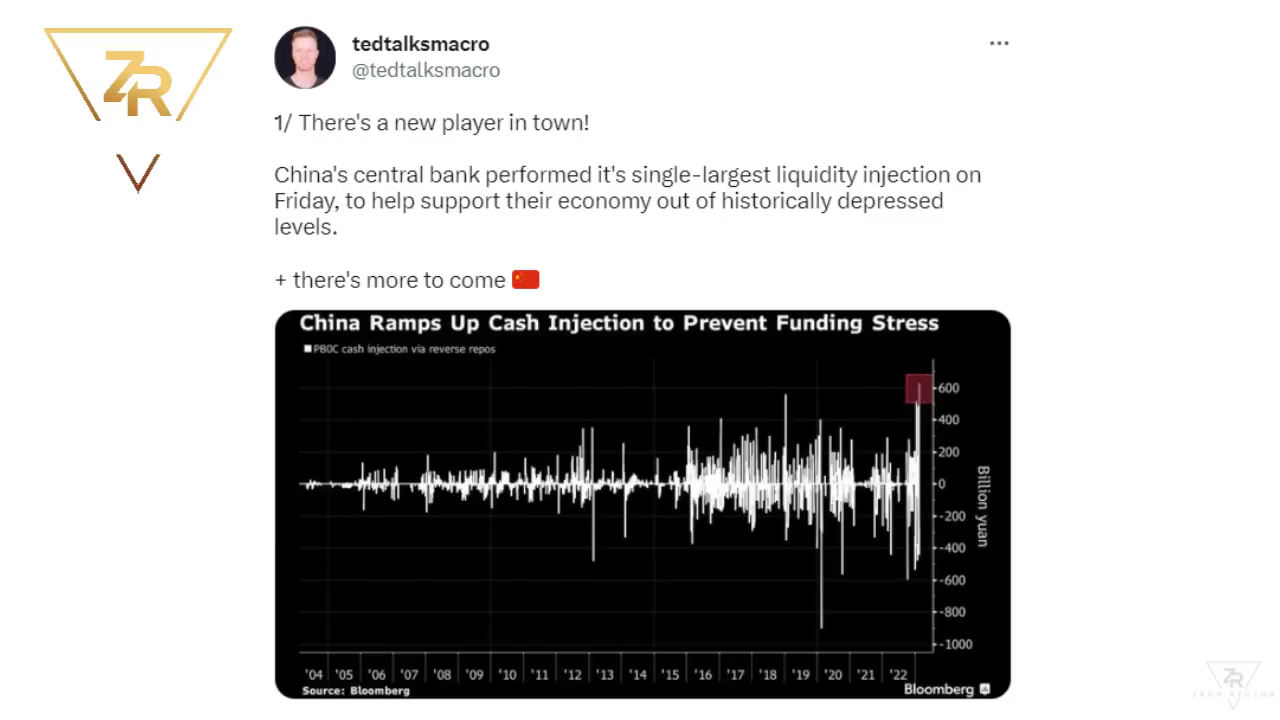 ZR
tedtalksmacro
@tedtalksmacro
1/ There's a new player in town!
China's central bank performed it's single-largest liquidity injection on
Friday, to help support their economy out of historically depressed
levels.
+ there's more to come 🇨🇳
China Ramps Up Cash Injection to Prevent Funding Stress
PBOC cash injection via reverse repos
600
400
200
0
-200
-400
-600
-800
-1000
Billion yuan
'04 '05 '06 '07 '08 '09 '10 '11 '12 '13 '14 '15 '16 '17 '18 '19 '20 '21 '22
Source: Bloomberg
Bloomberg
ZR
ZACH RECTOR